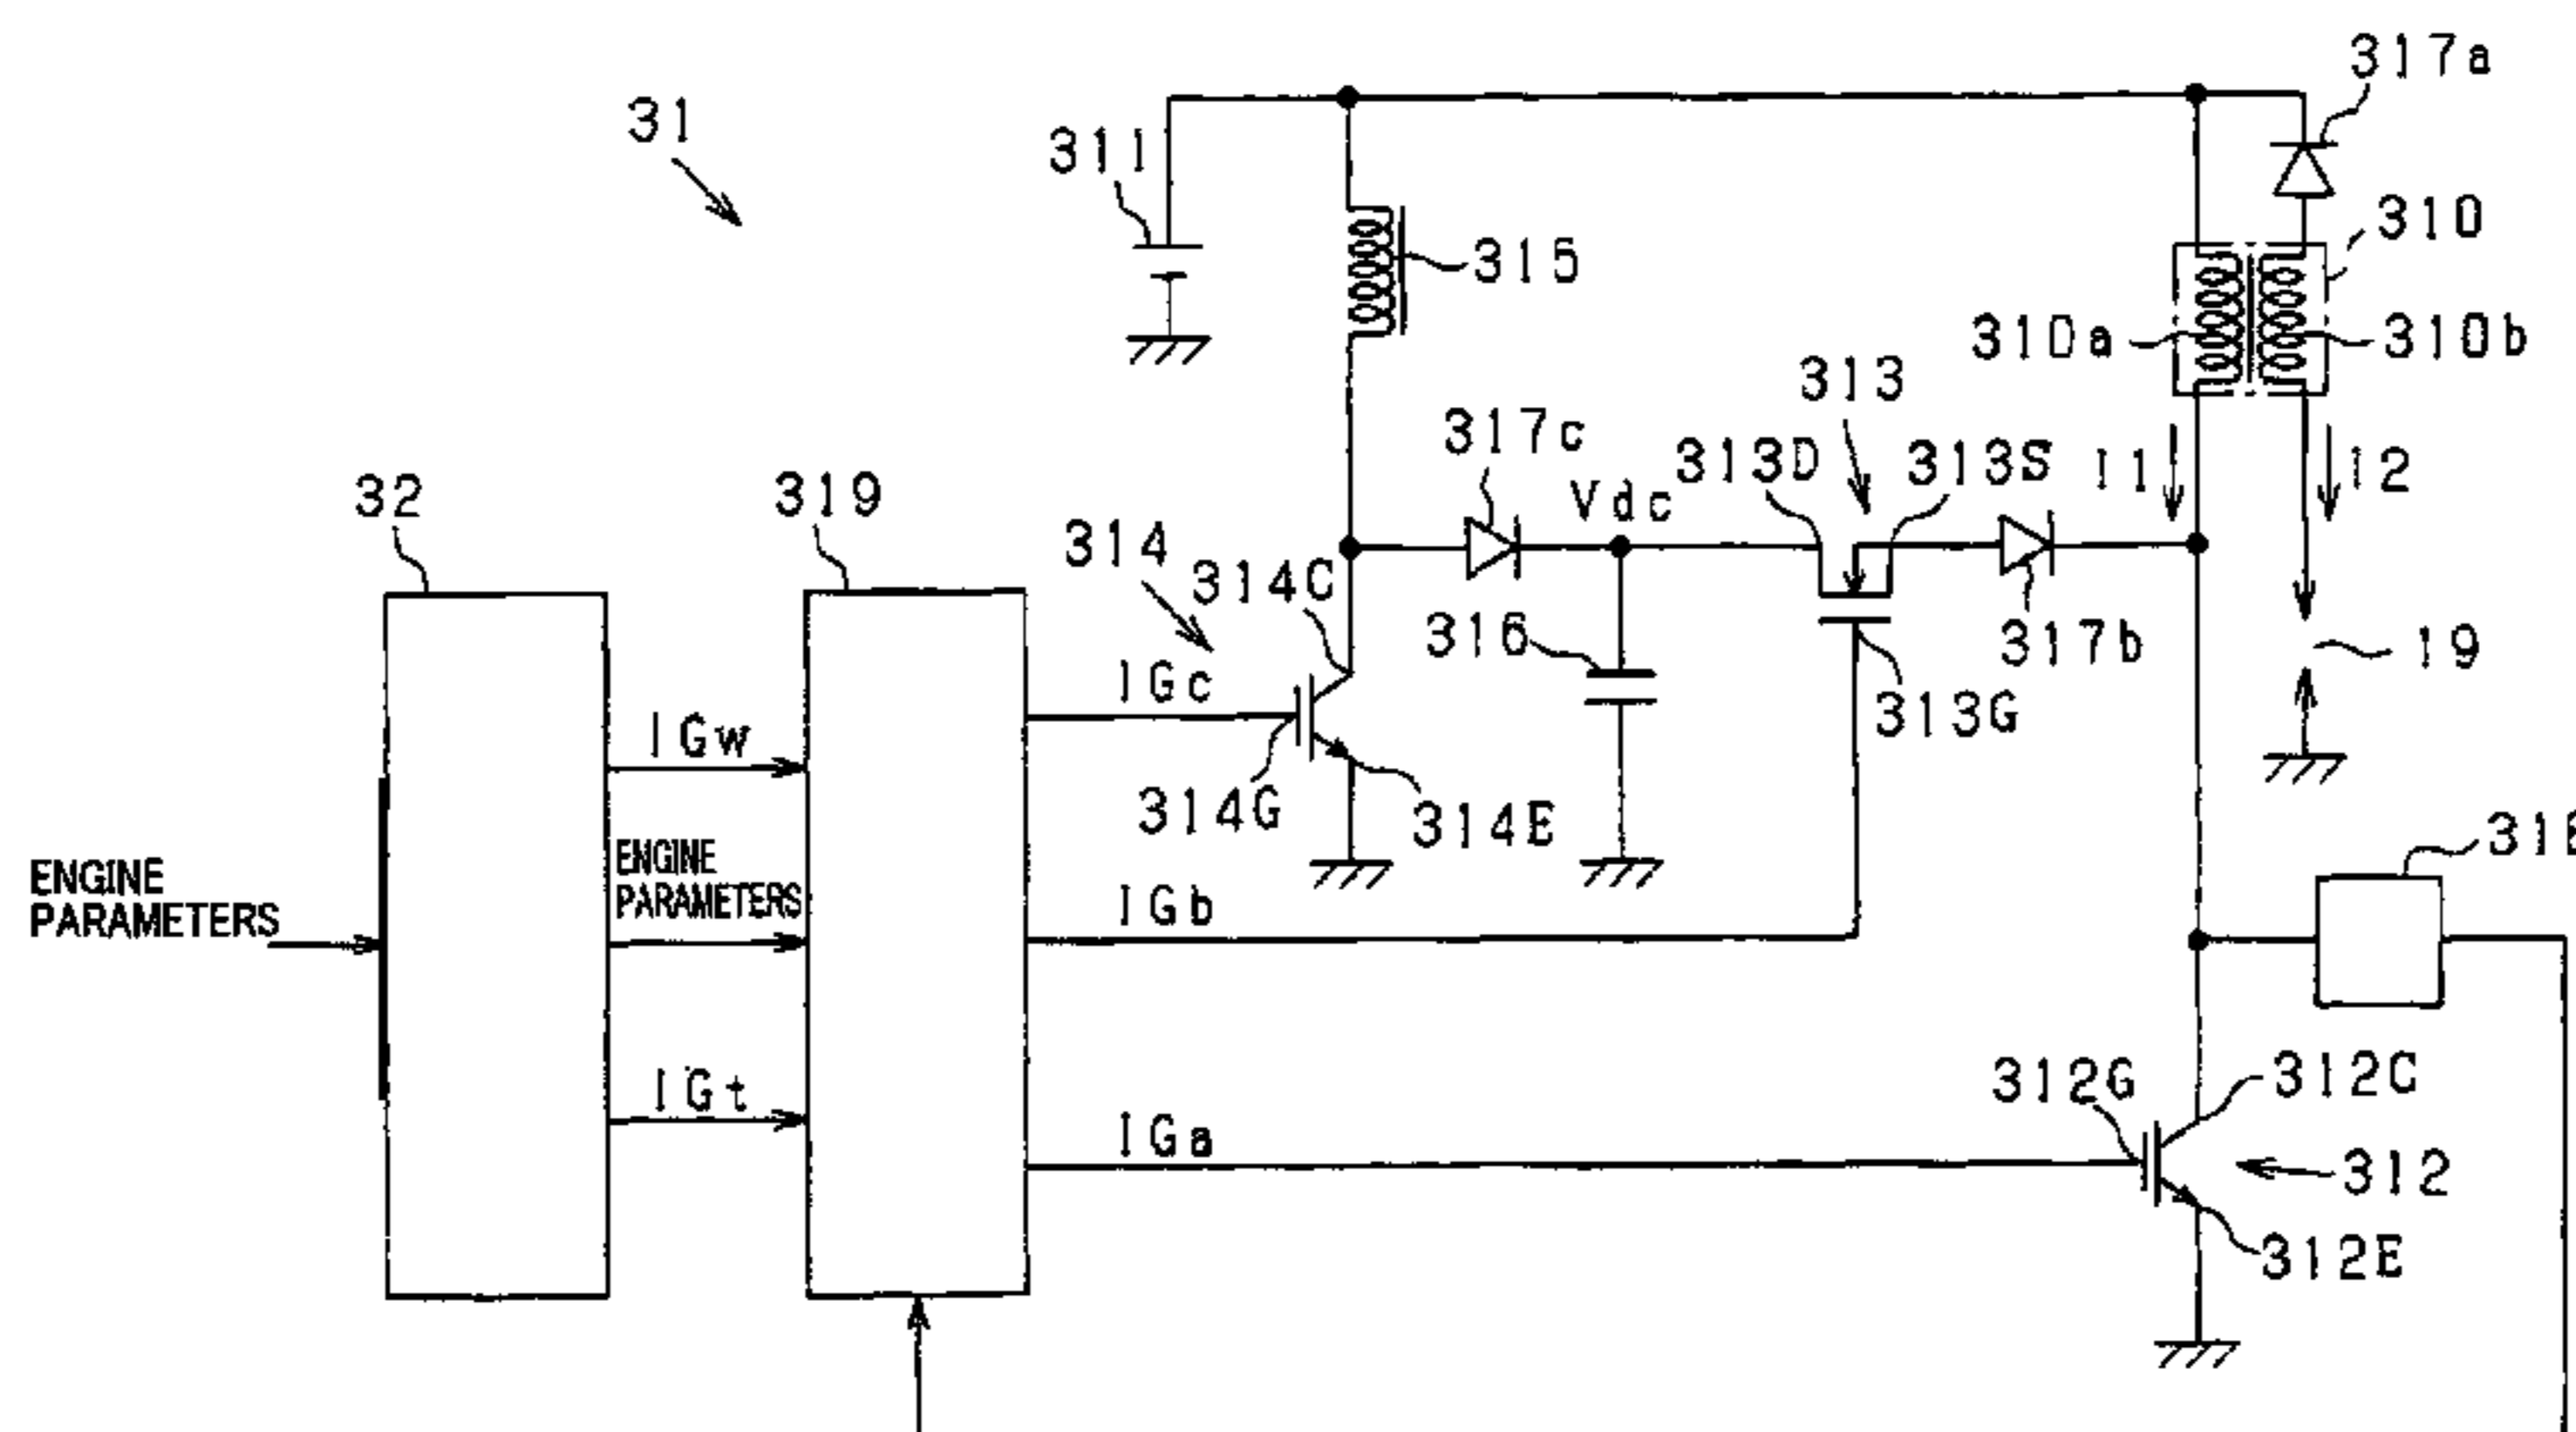 317a
31
311
310
315
310a
310b
313
317c
313D
313S
I1
I2
32
319
Vdc
314
314C
316
317b
19
IGc
313G
IGw
314G
314E
ENGINE
PARAMETERS
ENGINE
PARAMETERS
IGb
IGt
IGa
312G
312C
312
312E